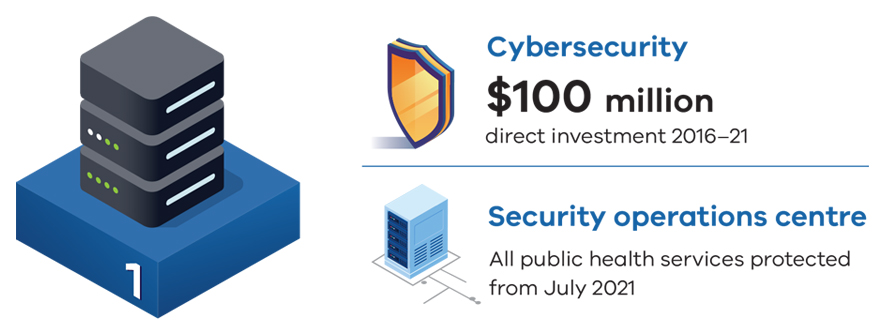 1
Cybersecurity
$100 million
direct investment 2016–21
Security operations centre
All public health services protected
from July 2021